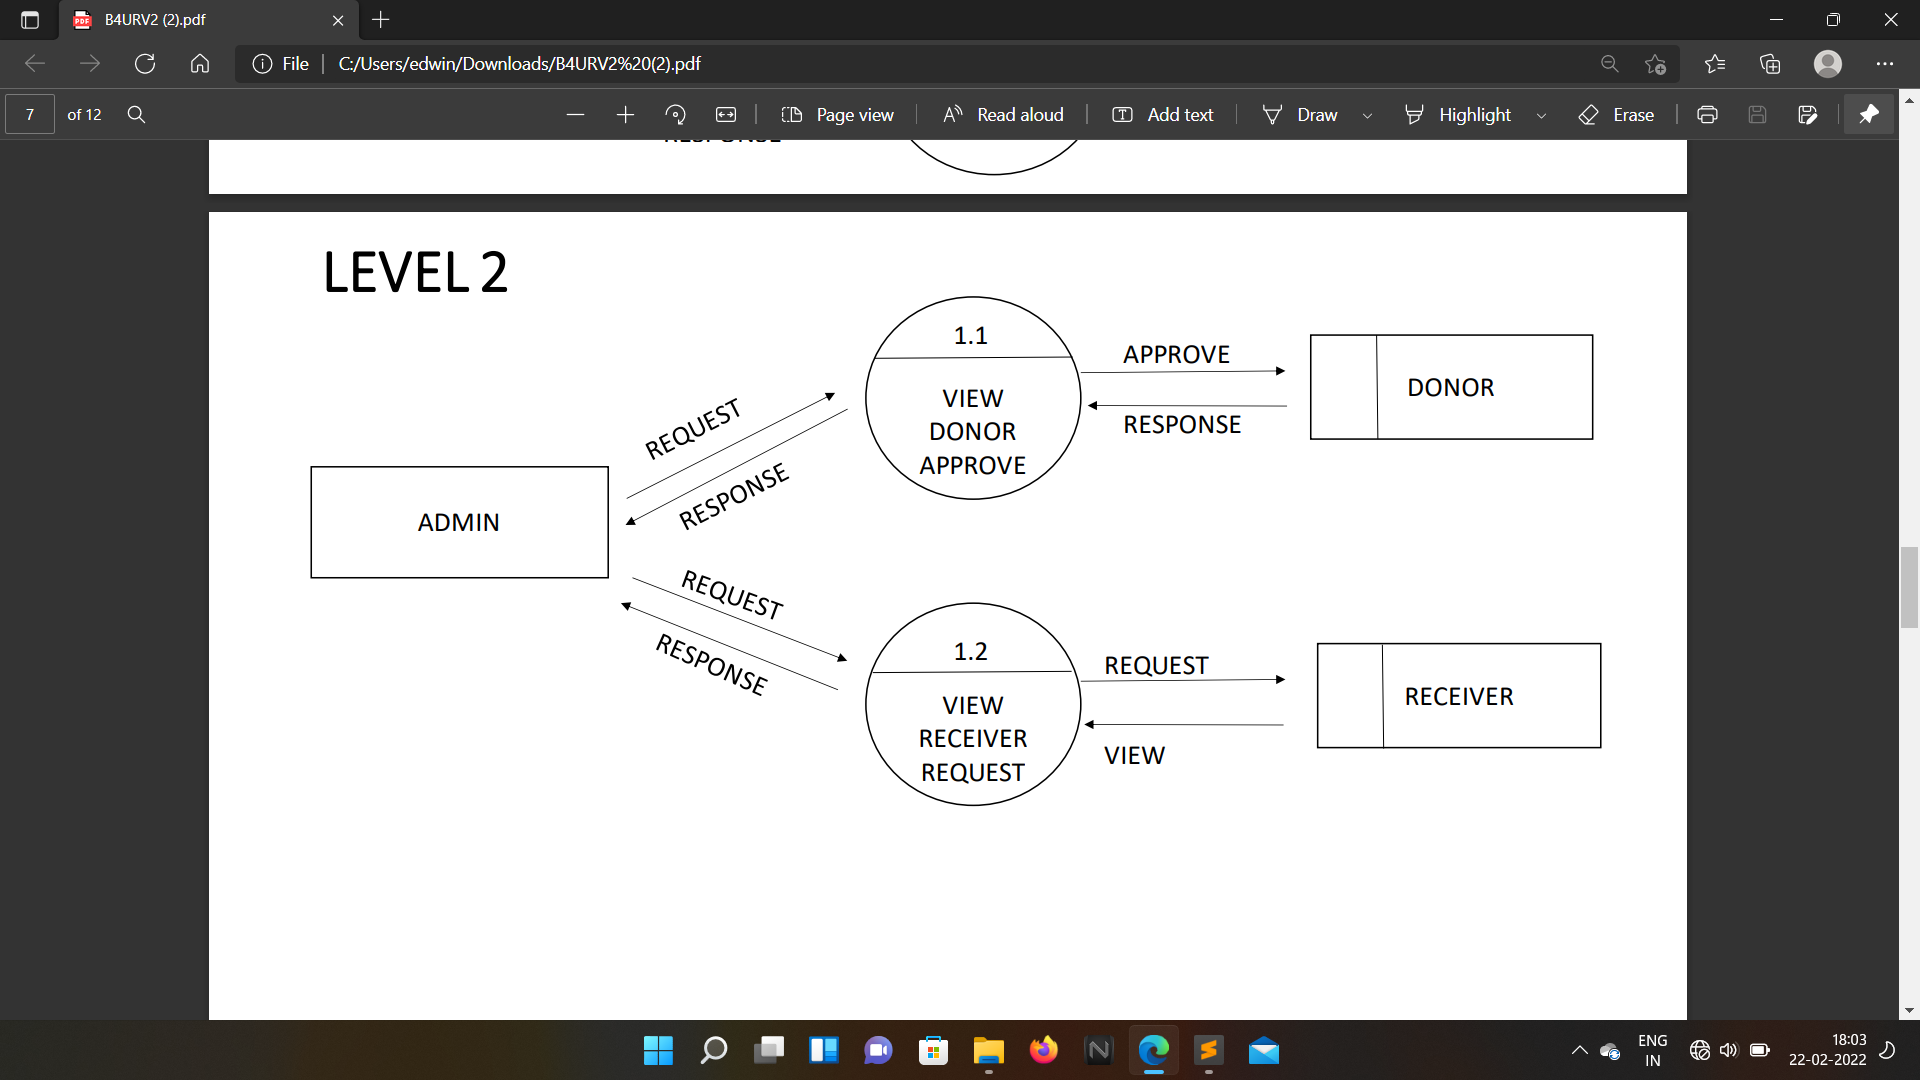 B4URV2 (2).pdf
File
C:/Users/edwin/Downloads/B4URV2%20(2).pdf
7 of 12
Page view
Read aloud
Add text
Draw
Highlight
Erase
RESPONSE
LEVEL 2
1.1
VIEW
DONOR
APPROVE
APPROVE
RESPONSE
DONOR
REQUEST
RESPONSE
ADMIN
REQUEST
RESPONSE
1.2
VIEW
RECEIVER
REQUEST
REQUEST
VIEW
RECEIVER
ENG
IN
18:03
22-02-2022